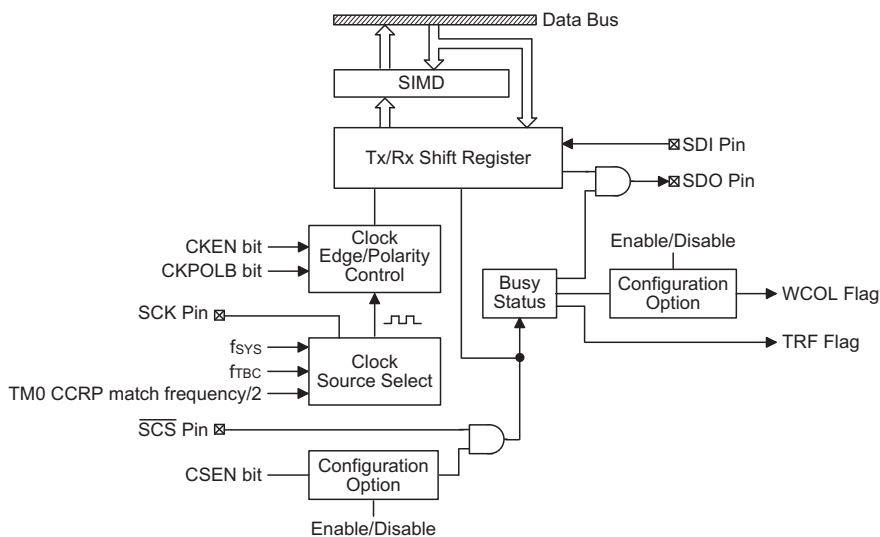 Data Bus
SIMD
Tx/Rx Shift Register
SDI Pin
SDO Pin
CKEN bit
CKPOLB bit
Clock
Edge/Polarity
Control
Enable/Disable
Busy
Status
Configuration
Option
WCOL Flag
TRF Flag
SCK Pin
fSYS
fTBC
TM0 CCRP match frequency/2
Clock
Source Select
SCS Pin
CSEN bit
Configuration
Option
Enable/Disable